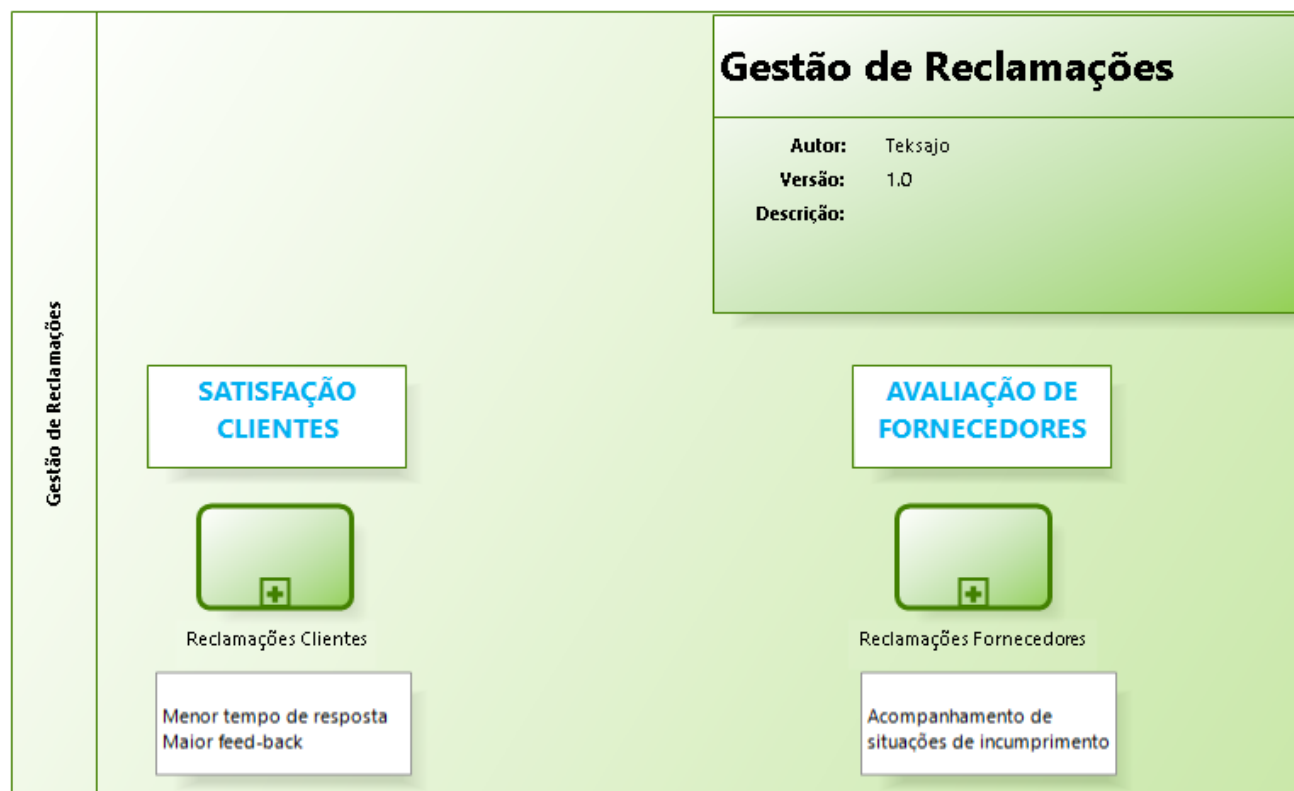 Gestão de Reclamações
Gestão de Reclamações
Autor: Teksajo
Versão: 1.0
Descrição:
SATISFAÇÃO
CLIENTES
AVALIAÇÃO DE
FORNECEDORES
Reclamações Clientes
Reclamações Fornecedores
Menor tempo de resposta
Maior feed-back
Acompanhamento de
situações de incumprimento